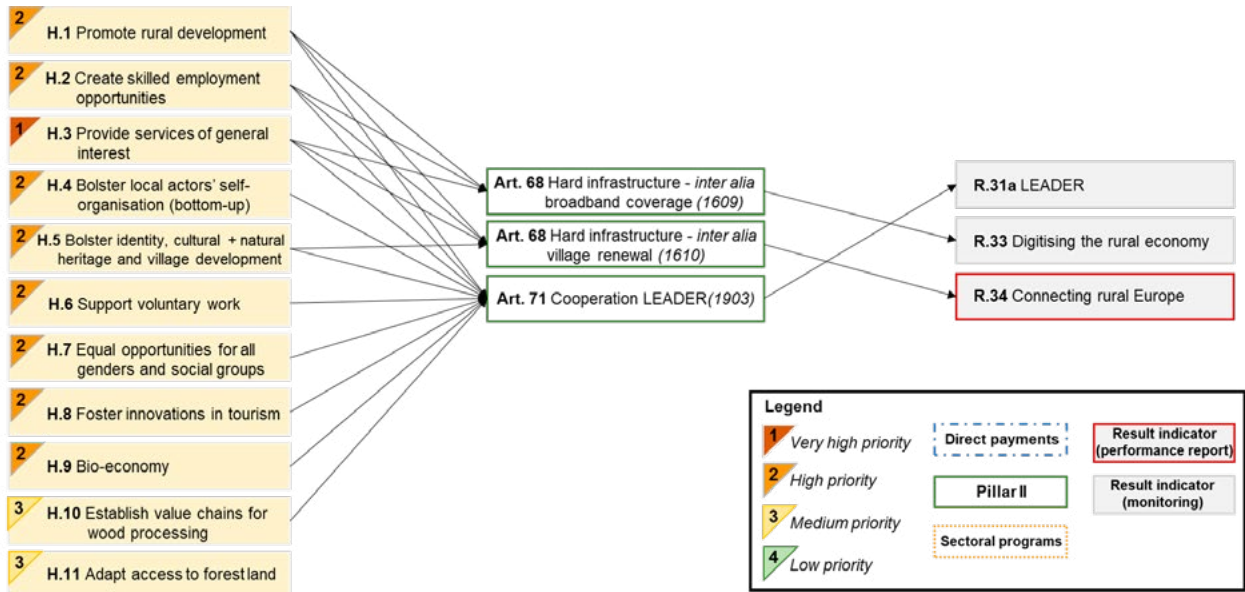 2
H.1 Promote rural development
2
H.2 Create skilled employment
opportunities
1
H.3 Provide services of general
interest
2
H.4 Bolster local actors' self-
organisation (bottom-up)
2
H.5 Bolster identity, cultural + natural
heritage and village development
2
H.6 Support voluntary work
2
H.7 Equal opportunities for all
genders and social groups
2
H.8 Foster innovations in tourism
2
H.9 Bio-economy
3
H.10 Establish value chains for
wood processing
3
H.11 Adapt access to forest land
Art. 68 Hard infrastructure - inter alia
broadband coverage (1609)
Art. 68 Hard infrastructure - inter alia
village renewal (1610)
Art. 71 Cooperation LEADER(1903)
R.31a LEADER
R.33 Digitising the rural economy
R.34 Connecting rural Europe
Legend
1
Very high priority
2
High priority
3
Medium priority
4
Low priority
Direct payments
Pillar II
Sectoral programs
Result indicator
(performance report)
Result indicator
(monitoring)